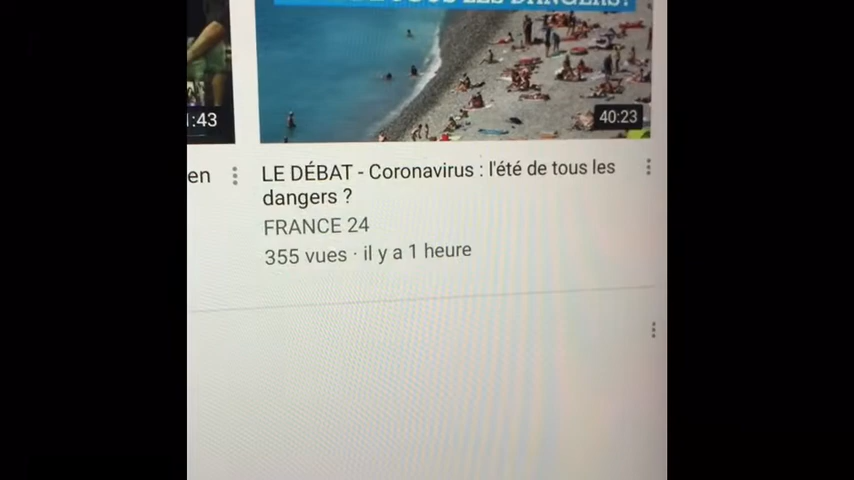 1:43
40:23
en
LE DÉBAT - Coronavirus : l'été de tous les
dangers ?
FRANCE 24
355 vues · il y a 1 heure